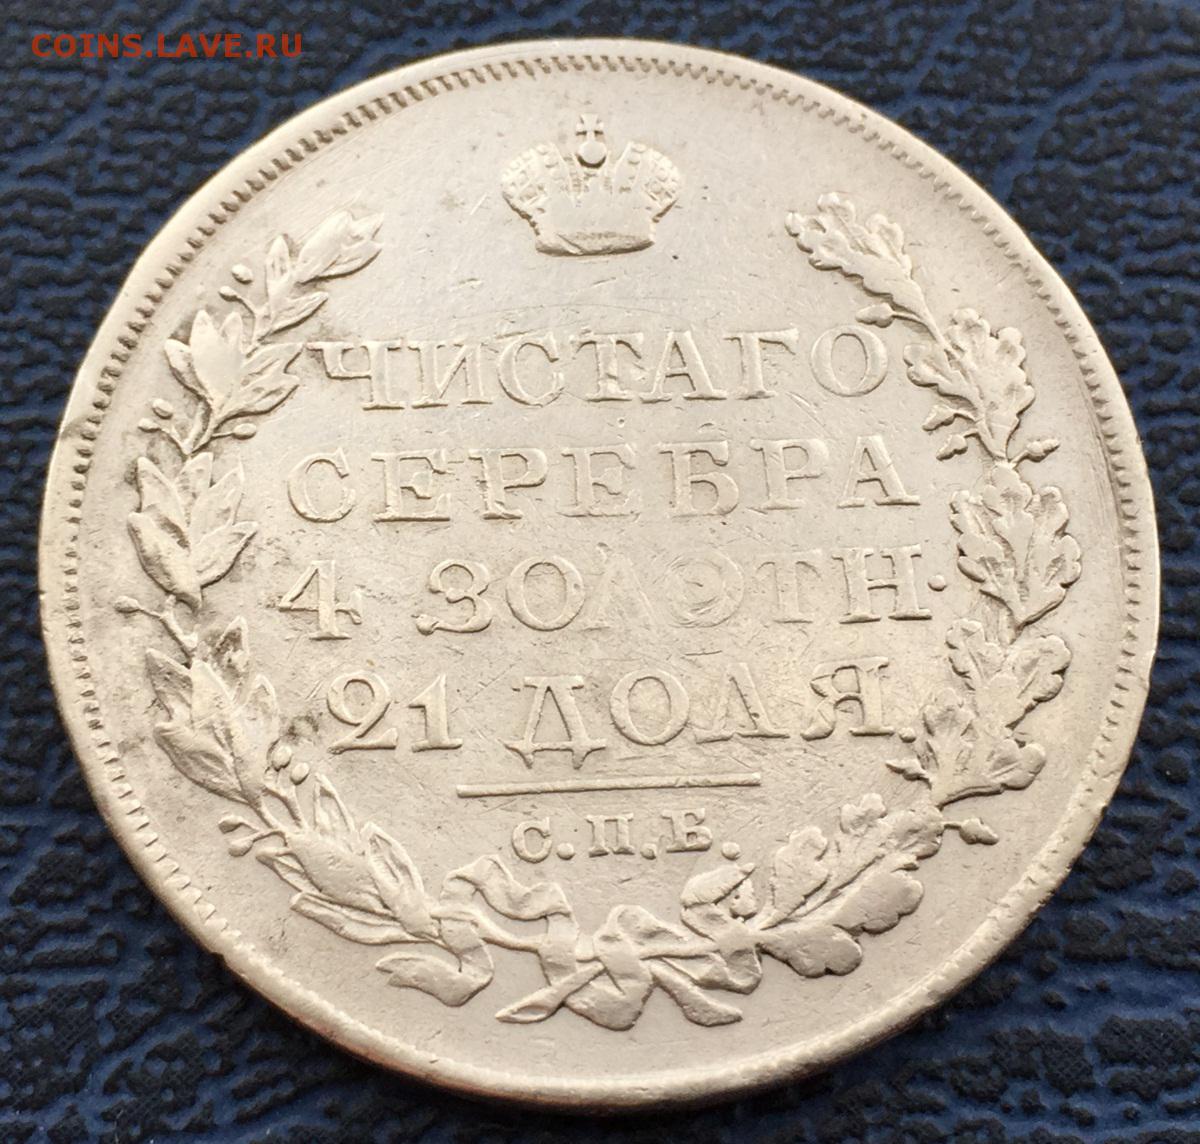 COINS.LAVE.RU
ЧИСТАГО
СЕРЕБРА
4 ЗОЛОТН·
21 ДОЛЯ.
С.П.Б.